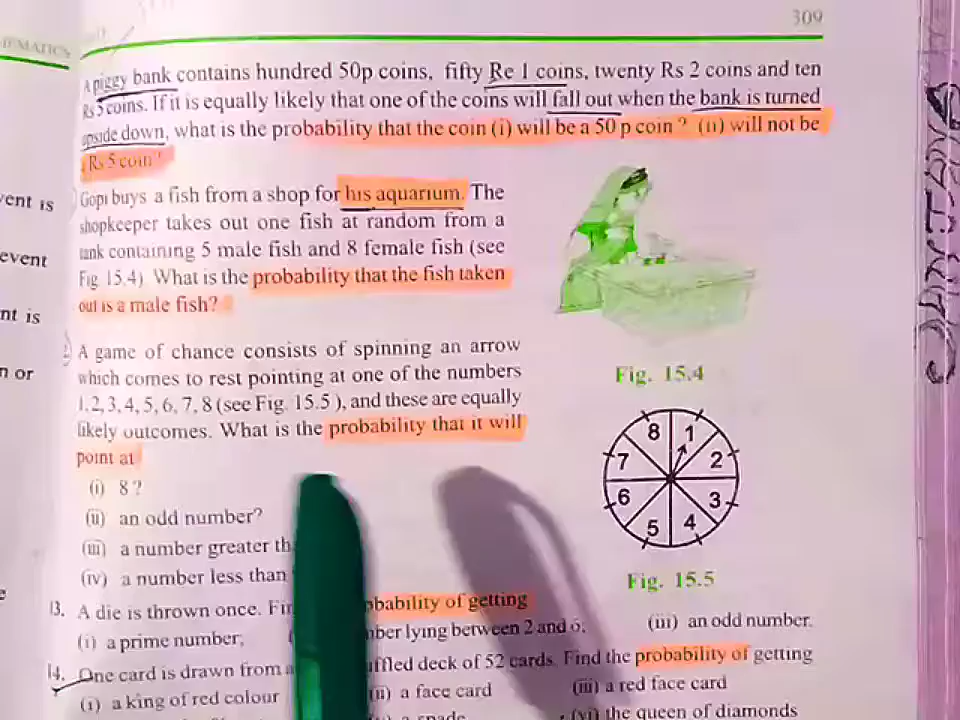 309
A piggy bank contains hundred 50p coins, fifty Re 1 coins, twenty Rs 2 coins and ten
Rs 5 coins. If it is equally likely that one of the coins will fall out when the bank is turned
upside down, what is the probability that the coin (i) will be a 50 p coin ? (ii) will not be
Rs 5 coin?
Gopi buys a fish from a shop for his aquarium. The
shopkeeper takes out one fish at random from a
tank containing 5 male fish and 8 female fish (see
Fig. 15.4). What is the probability that the fish taken
out is a male fish?
A game of chance consists of spinning an arrow
which comes to rest pointing at one of the numbers
1, 2, 3, 4, 5, 6, 7, 8 (see Fig. 15.5 ), and these are equally
likely outcomes. What is the probability that it will
point at
(i) 8 ?
(ii) an odd number?
(iii) a number greater th
(iv) a number less than
Fig. 15.4
8 1
7 2
6 3
5 4
Fig. 15.5
13. A die is thrown once. Fin bability of getting
(i) a prime number; ber lying between 2 and 6; (iii) an odd number.
14. One card is drawn from a uffled deck of 52 cards. Find the probability of getting
(i) a king of red colour (ii) a face card (iii) a red face card
a spade (vi) the queen of diamonds
vent is
event
nt is
n or